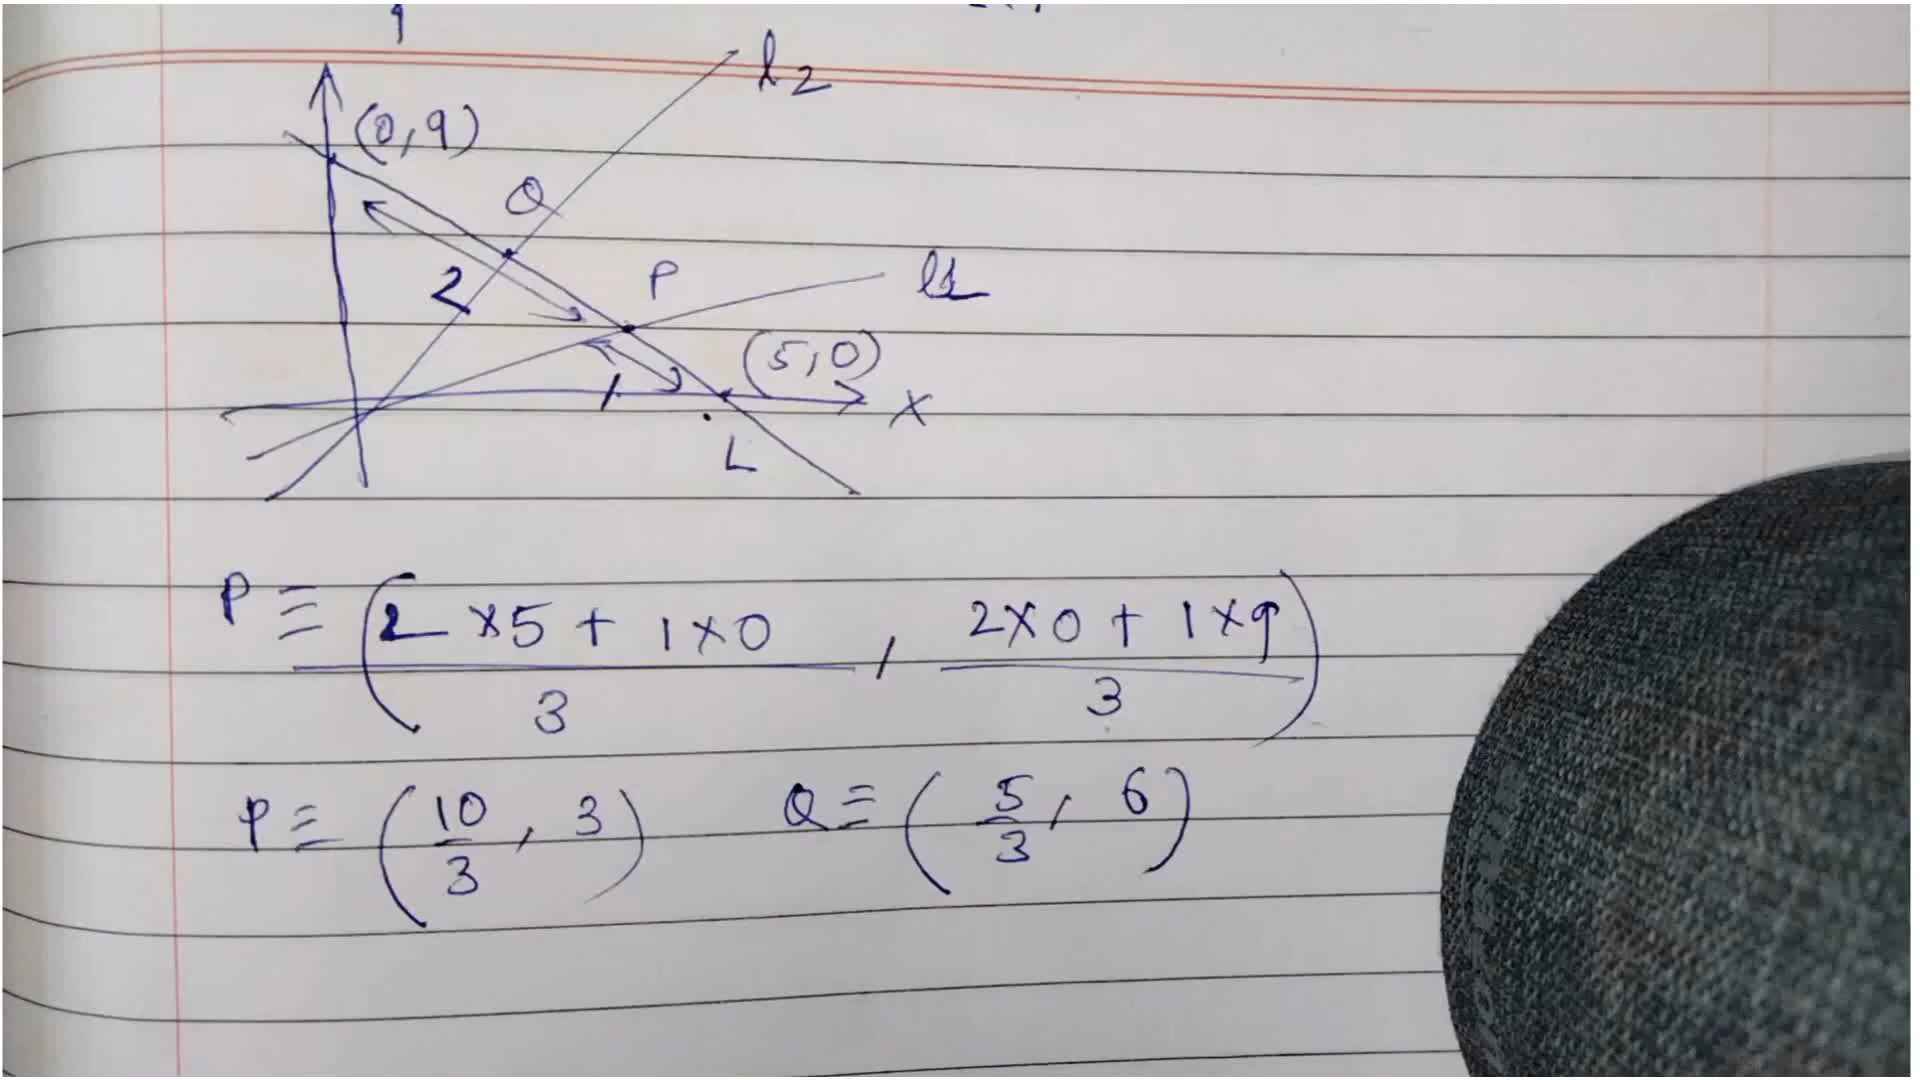 l2
(0,9)
Q
2
P
l1
(5,0)
1
X
L
P ≡ (2 × 5 + 1 × 0 / 3 , 2 × 0 + 1 × 9 / 3)
P ≡ (10/3 , 3) Q ≡ (5/3 , 6)